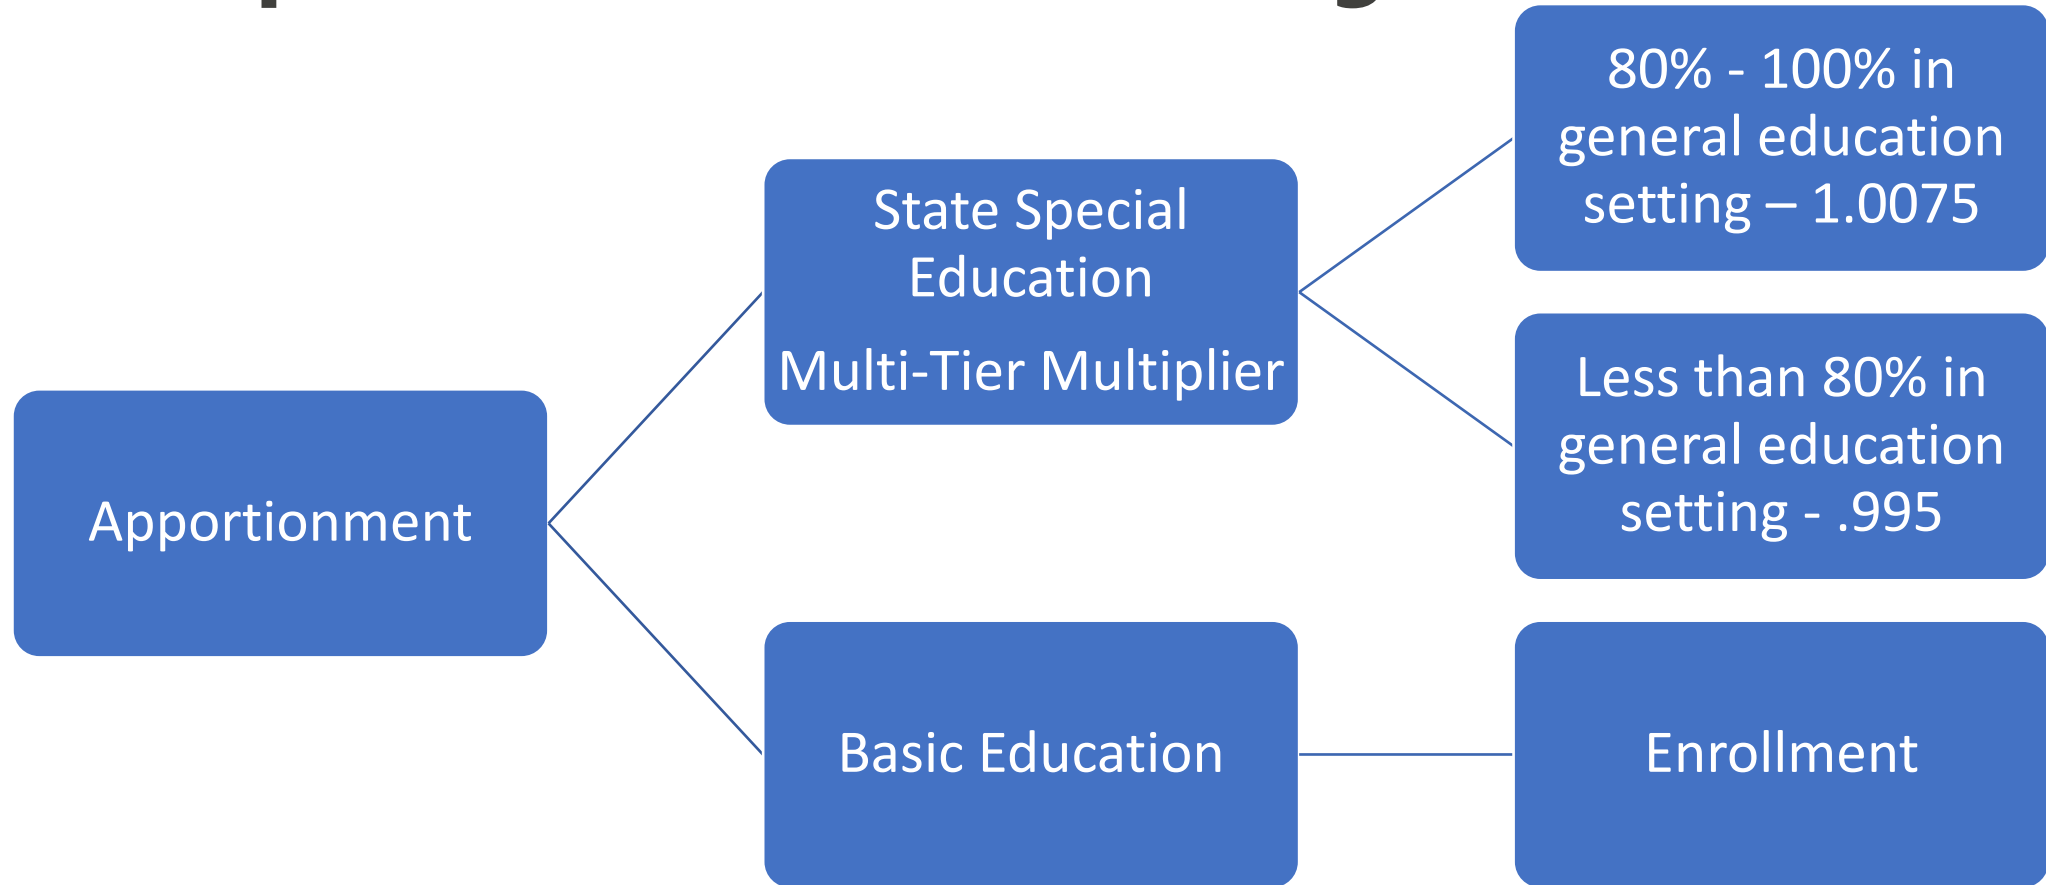 Apportionment
State Special
Education
Multi-Tier Multiplier
80% - 100% in
general education
setting – 1.0075
Less than 80% in
general education
setting - .995
Basic Education
Enrollment